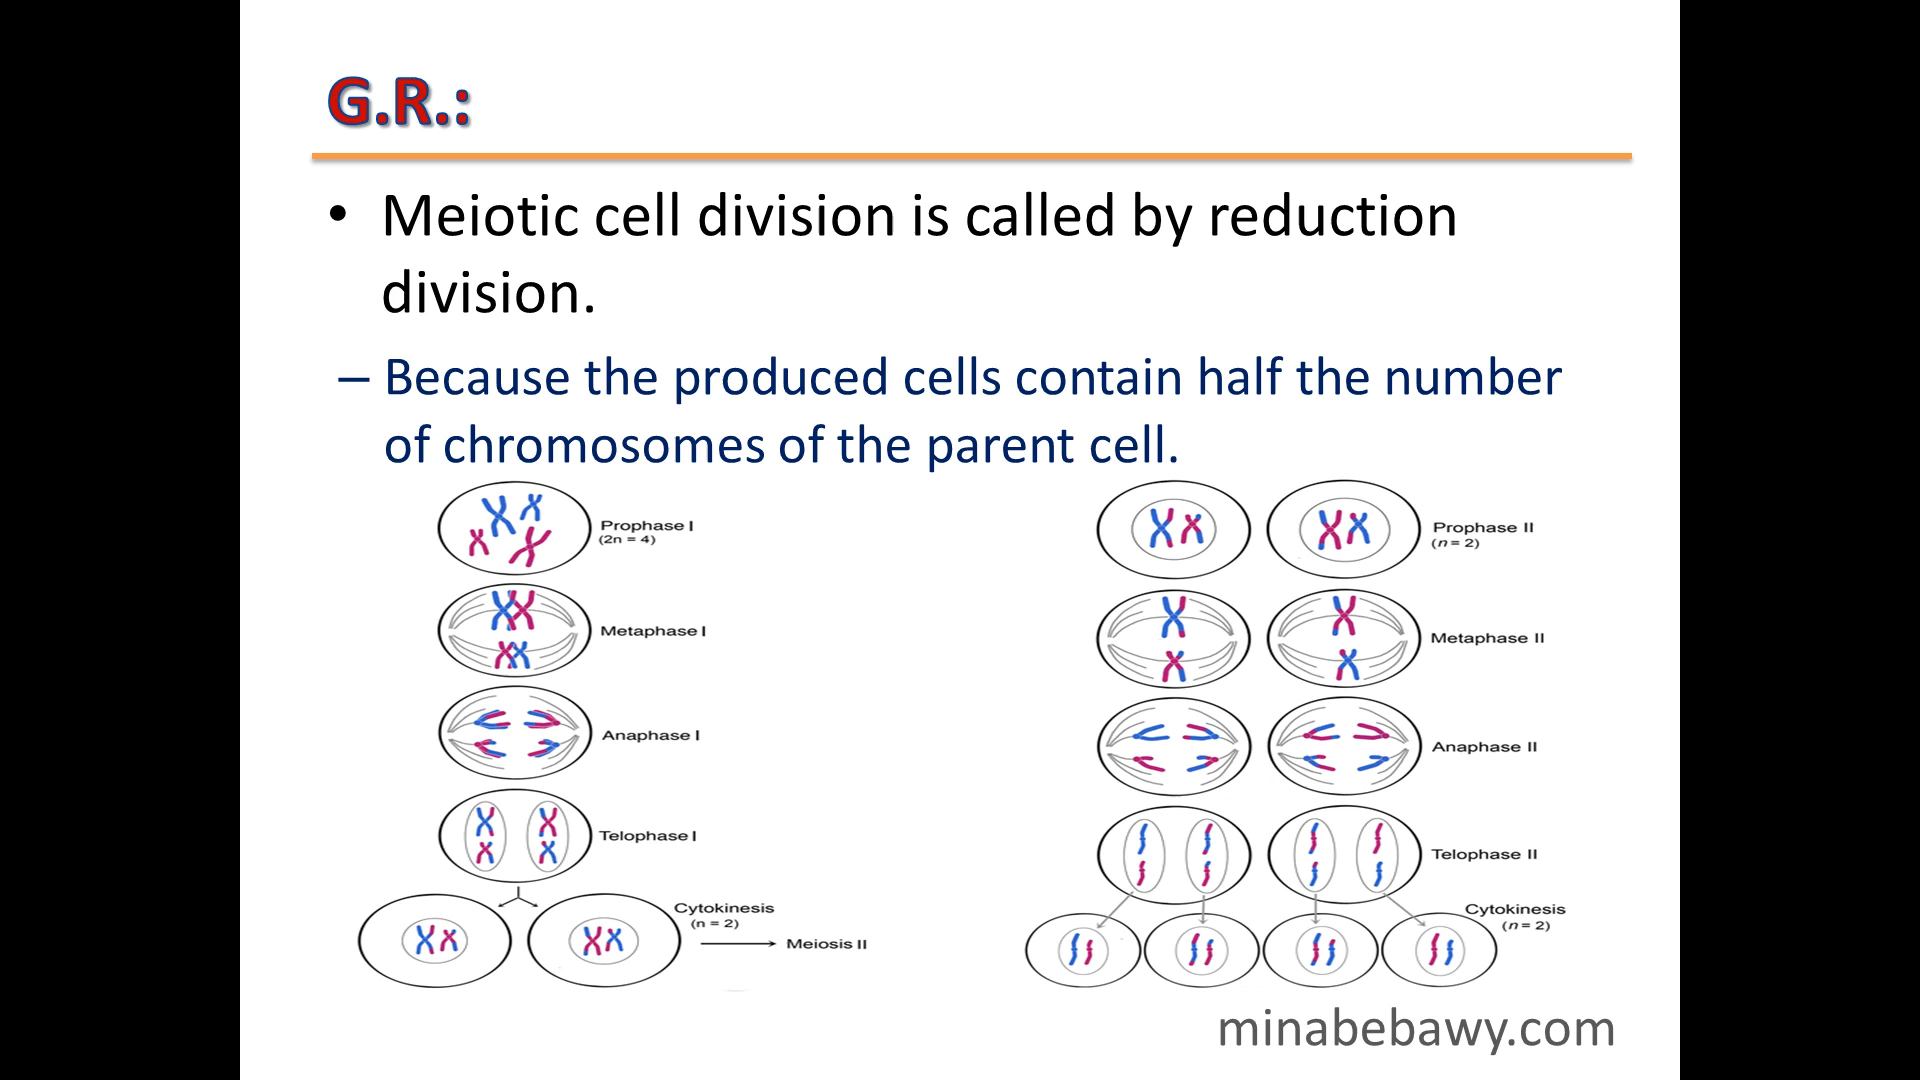 G.R.:
• Meiotic cell division is called by reduction
division.
– Because the produced cells contain half the number
of chromosomes of the parent cell.
Prophase I
(2n = 4)
Metaphase I
Anaphase I
Telophase I
Cytokinesis
(n = 2)
Meiosis II
Prophase II
(n = 2)
Metaphase II
Anaphase II
Telophase II
Cytokinesis
(n = 2)
minabebawy.com